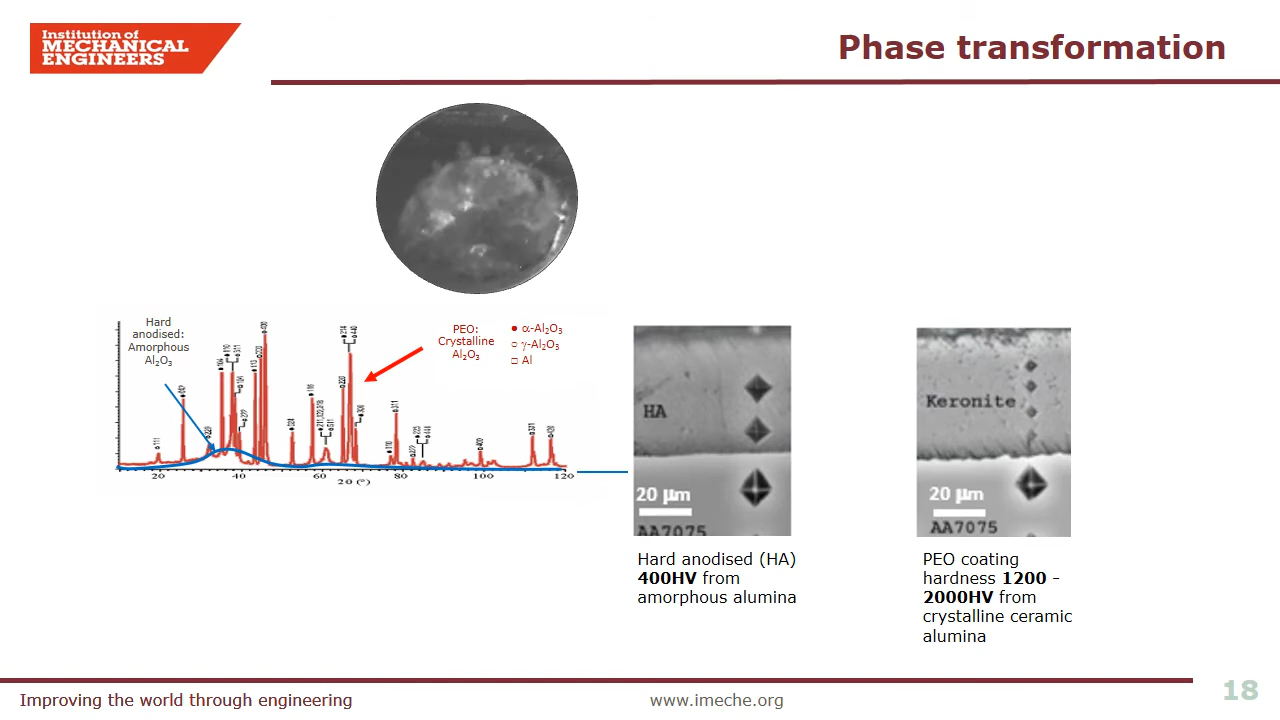 Institution of
MECHANICAL
ENGINEERS
Phase transformation
Hard
anodised:
Amorphous
Al₂O₃
PEO:
Crystalline
Al₂O₃
● α-Al₂O₃
○ γ-Al₂O₃
□ Al
20
40
60
80
100
120
2θ (°)
HA
20 µm
AA7075
Keronite
20 µm
AA7075
Hard anodised (HA)
400HV from
amorphous alumina
PEO coating
hardness 1200 –
2000HV from
crystalline ceramic
alumina
Improving the world through engineering
www.imeche.org
18